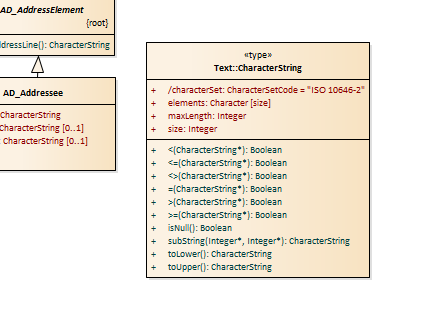 AD_AddressElement
{root}
ddressLine(): CharacterString
AD_Addressee
CharacterString
CharacterString [0..1]
: CharacterString [0..1]
«type»
Text::CharacterString
+ /characterSet: CharacterSetCode = "ISO 10646-2"
+ elements: Character [size]
+ maxLength: Integer
+ size: Integer
+ <(CharacterString*): Boolean
+ <=(CharacterString*): Boolean
+ <>(CharacterString*): Boolean
+ =(CharacterString*): Boolean
+ >(CharacterString*): Boolean
+ >=(CharacterString*): Boolean
+ isNull(): Boolean
+ subString(Integer*, Integer*): CharacterString
+ toLower(): CharacterString
+ toUpper(): CharacterString